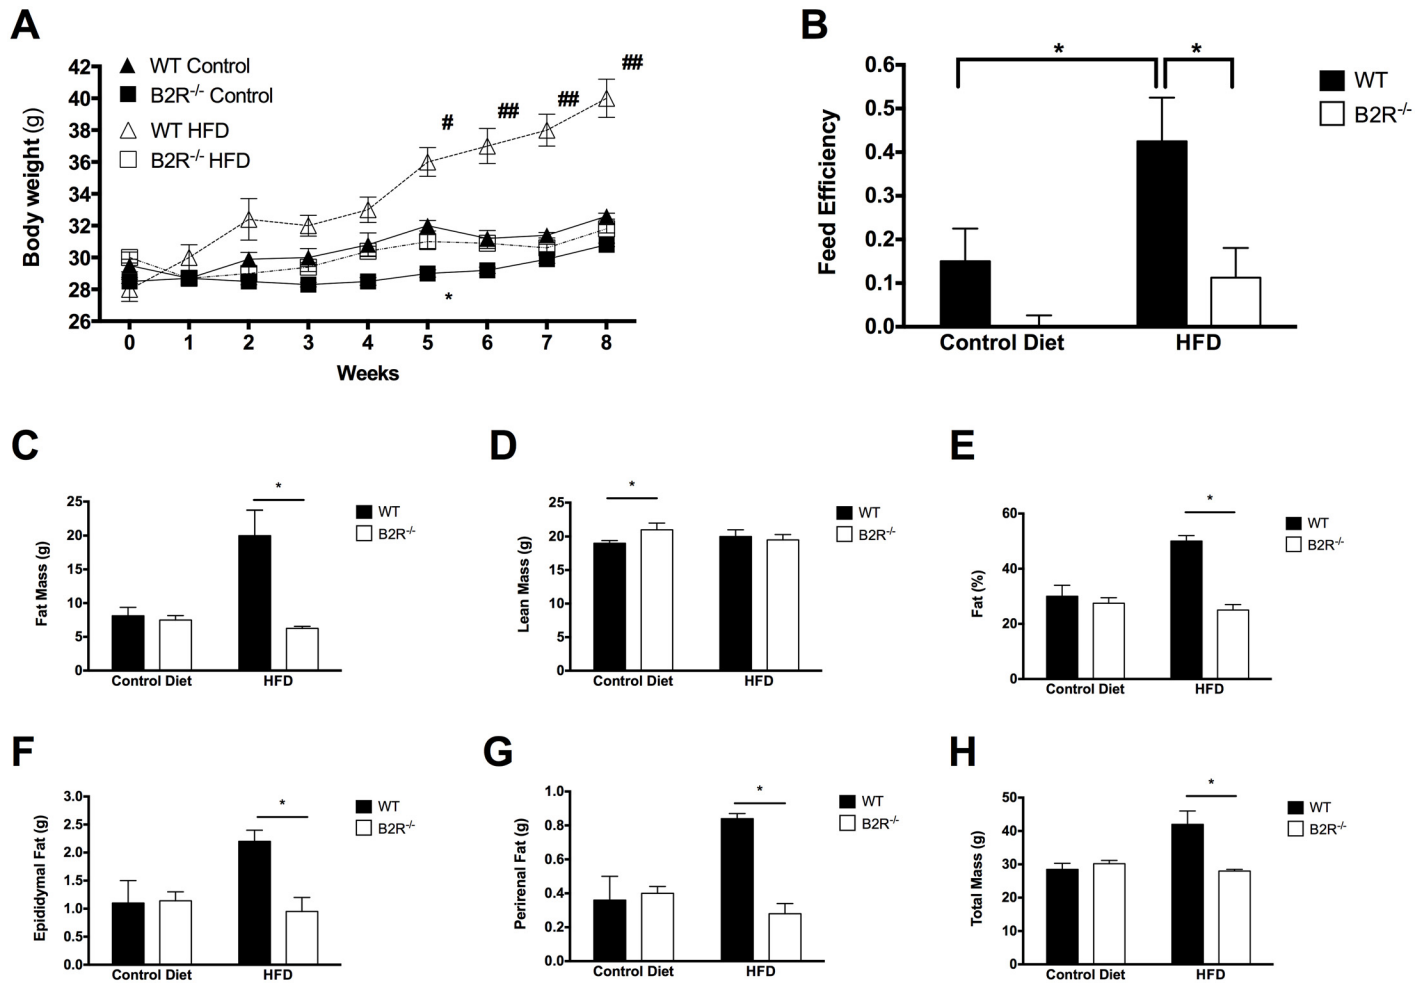 A
42
40
38
36
34
32
30
28
26
Body weight (g)
WT Control
B2R-/- Control
WT HFD
B2R-/- HFD
#
##
##
##
*
0 1 2 3 4 5 6 7 8
Weeks
B
0.6
0.5
0.4
0.3
0.2
0.1
0.0
Feed Efficiency
* *
WT
B2R-/-
Control Diet HFD
C
25
20
15
10
5
0
Fat Mass (g)
*
WT
B2R-/-
Control Diet HFD
D
25
20
15
10
5
0
Lean Mass (g)
*
WT
B2R-/-
Control Diet HFD
E
60
40
20
0
Fat (%)
*
WT
B2R-/-
Control Diet HFD
F
3.0
2.5
2.0
1.5
1.0
0.5
0.0
Epididymal Fat (g)
*
WT
B2R-/-
Control Diet HFD
G
1.0
0.8
0.6
0.4
0.2
0.0
Perirenal Fat (g)
*
WT
B2R-/-
Control Diet HFD
H
50
40
30
20
10
0
Total Mass (g)
*
WT
B2R-/-
Control Diet HFD